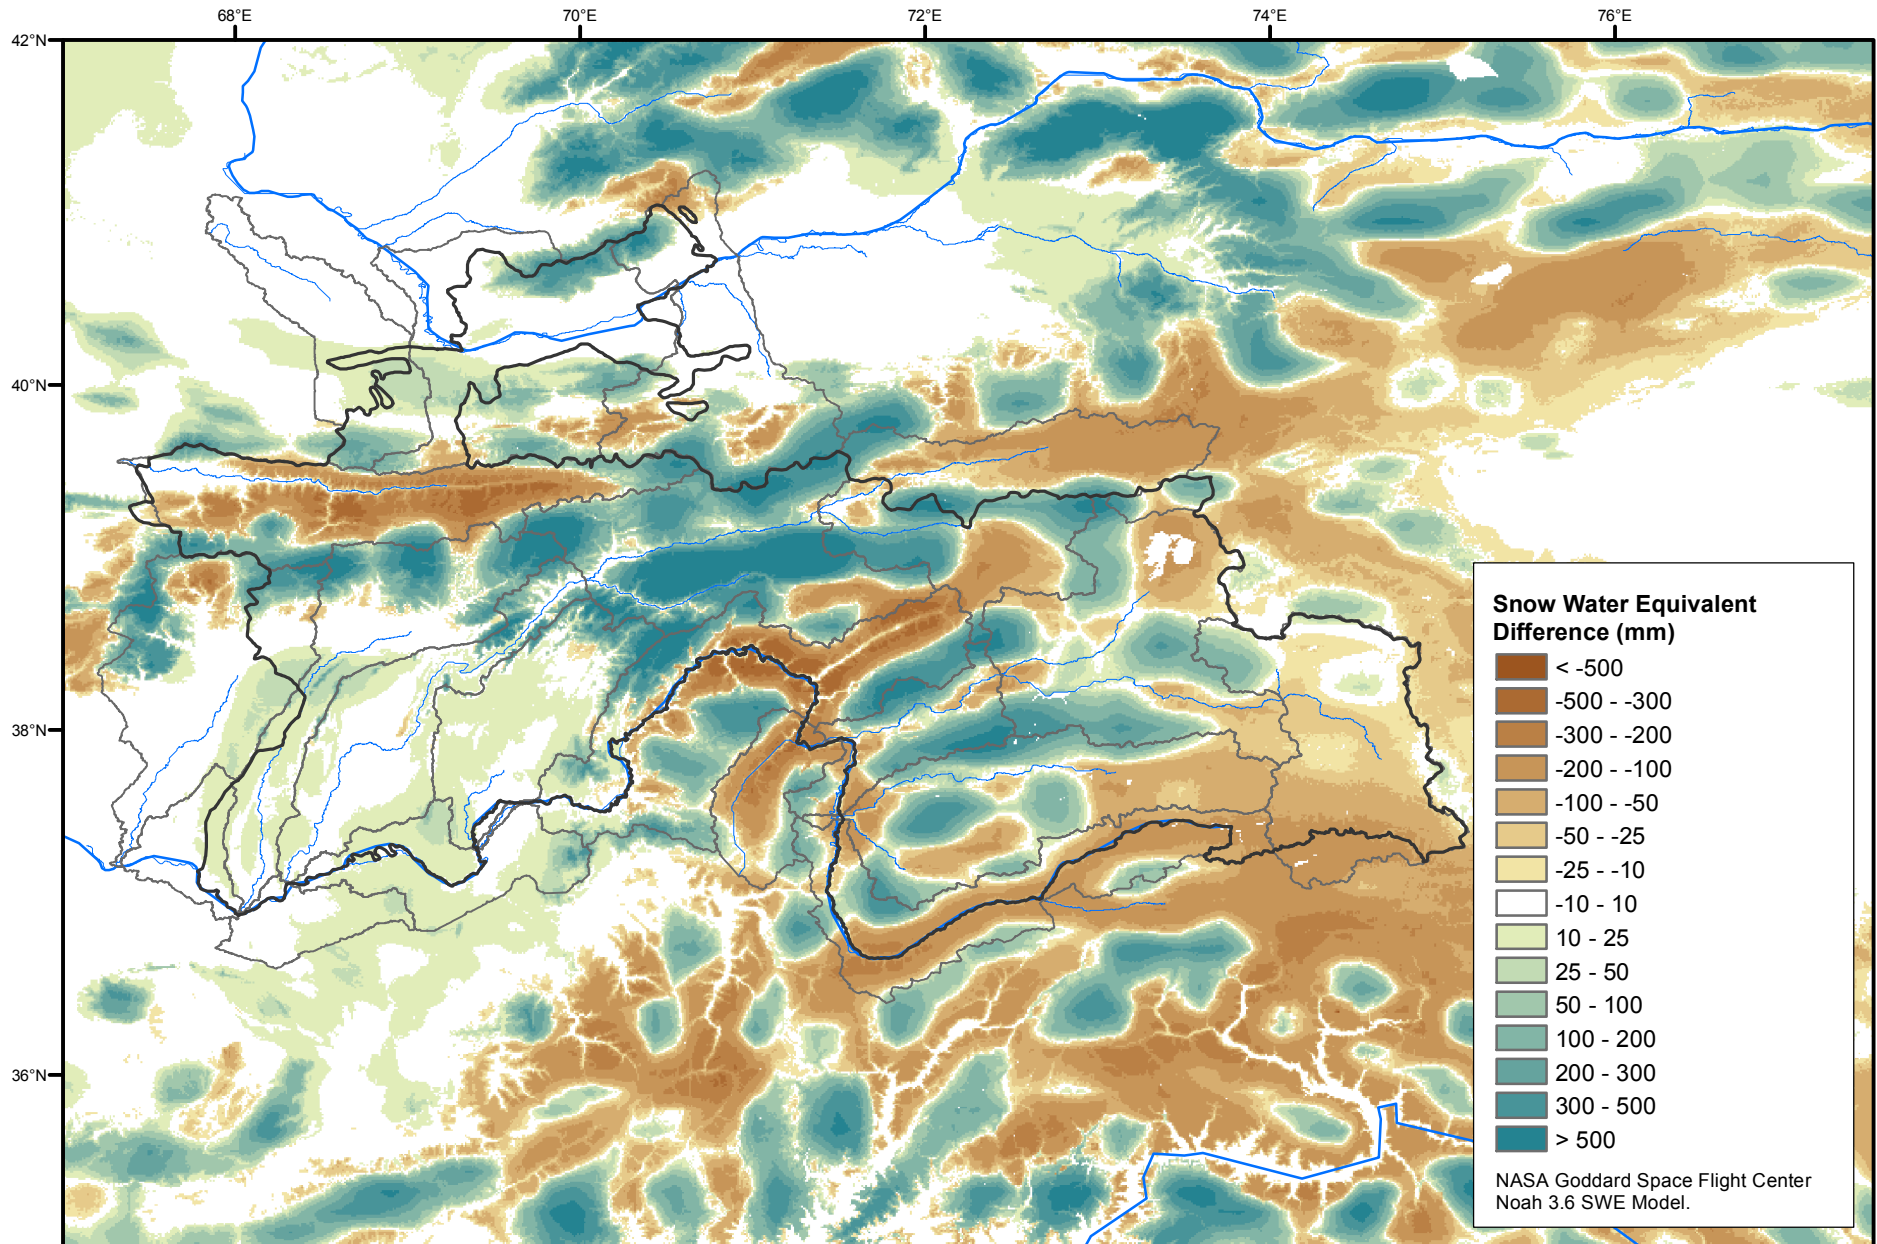 68°E
70°E
72°E
74°E
76°E
42°N
40°N
38°N
36°N
Snow Water Equivalent
Difference (mm)
< -500
-500 - -300
-300 - -200
-200 - -100
-100 - -50
-50 - -25
-25 - -10
-10 - 10
10 - 25
25 - 50
50 - 100
100 - 200
200 - 300
300 - 500
> 500
NASA Goddard Space Flight Center
Noah 3.6 SWE Model.